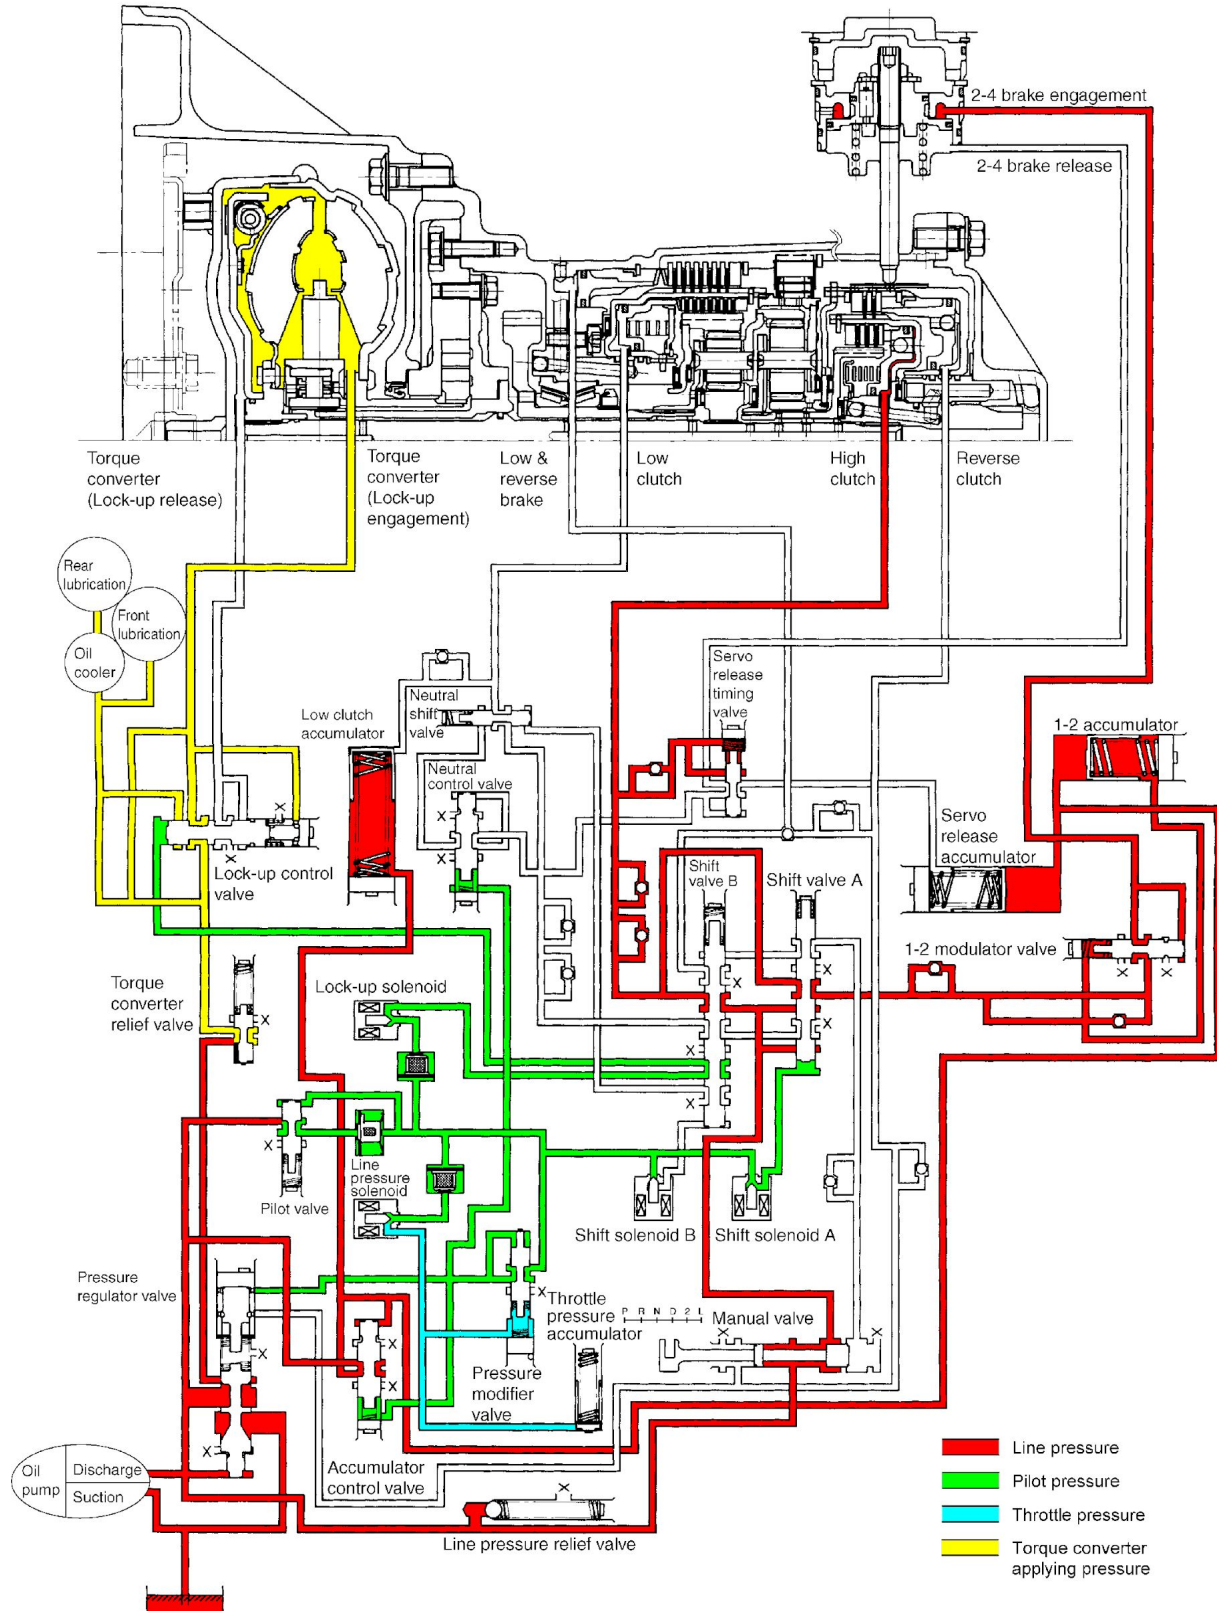 2-4 brake engagement
2-4 brake release
Torque
converter
(Lock-up release)
Torque
converter
(Lock-up
engagement)
Low &
reverse
brake
Low
clutch
High
clutch
Reverse
clutch
Rear
lubrication
Front
lubrication
Oil
cooler
Servo
release
timing
valve
Neutral
shift
valve
Low clutch
accumulator
1-2 accumulator
Neutral
control valve
X
X
X
X
Servo
release
accumulator
Lock-up control
valve
Shift
valve B
Shift valve A
1-2 modulator valve
X
X
X
X
Torque
converter
relief valve
Lock-up solenoid
X
X
X
X
X
Line
pressure
solenoid
Pilot valve
Shift solenoid B
Shift solenoid A
Pressure
regulator valve
X
X
Throttle
pressure
accumulator
P R N D 2 L
Manual valve
X
X
X
X
Pressure
modifier
valve
X
Oil
pump
Discharge
Suction
Accumulator
control valve
X
Line pressure relief valve
Line pressure
Pilot pressure
Throttle pressure
Torque converter
applying pressure